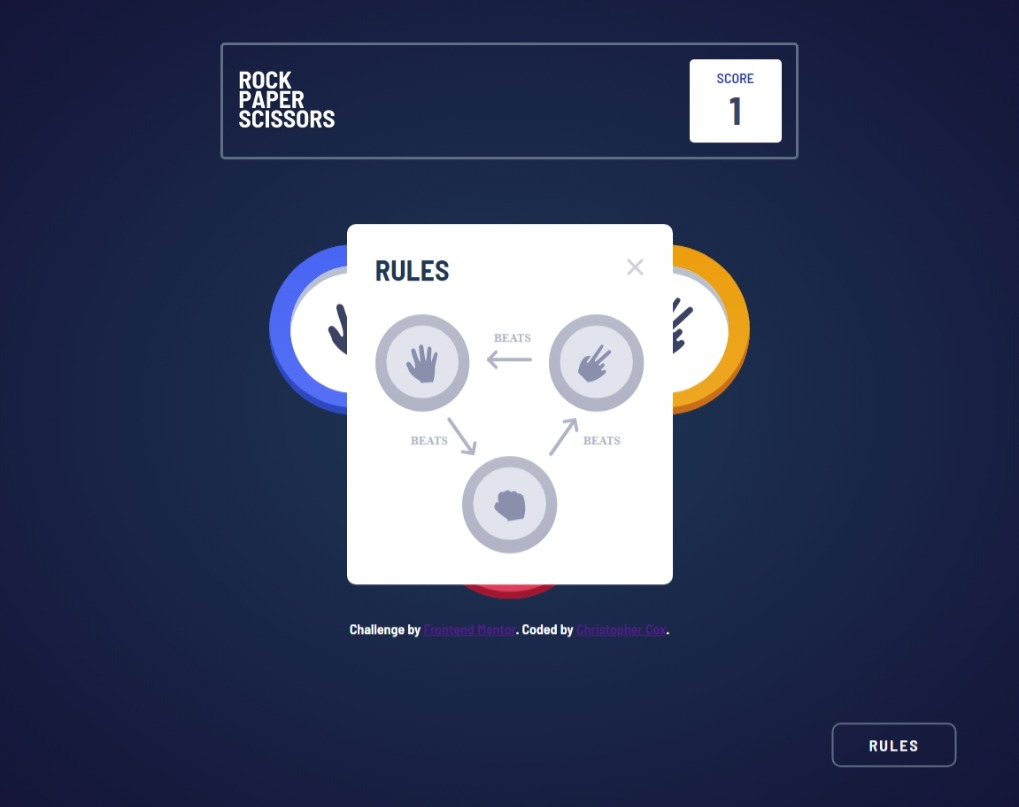 ROCK
PAPER
SCISSORS
SCORE
1
RULES
BEATS
BEATS
BEATS
Challenge by Frontend Mentor. Coded by Christopher Cox.
RULES